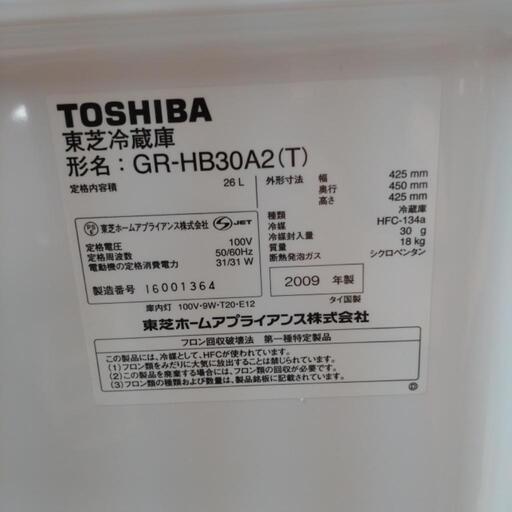 TOSHIBA
東芝冷蔵庫
形名：GR-HB30A2(T)
定格内容積 26 L
外形寸法 幅 425 mm
奥行 450 mm
高さ 425 mm
種類 冷蔵庫
冷媒 HFC-134a
冷媒封入量 30 g
質量 18 kg
断熱発泡ガス シクロペンタン
PSE 東芝ホームアプライアンス株式会社 JET
定格電圧 100V
定格周波数 50/60Hz
電動機の定格消費電力 31/31 W
製造番号 16001364
2009 年製
庫内灯 100V・9W・T20・E12
タイ国製
東芝ホームアプライアンス株式会社
フロン回収破壊法 第一種特定製品
この製品には、冷媒として、HFCが使われています。
(1)フロン類をみだりに大気に放出することは禁じられています。
(2)この製品を廃棄する場合には、フロン類の回収が必要です。
(3)フロン類の種類および数量は、製品銘板に記載されています。